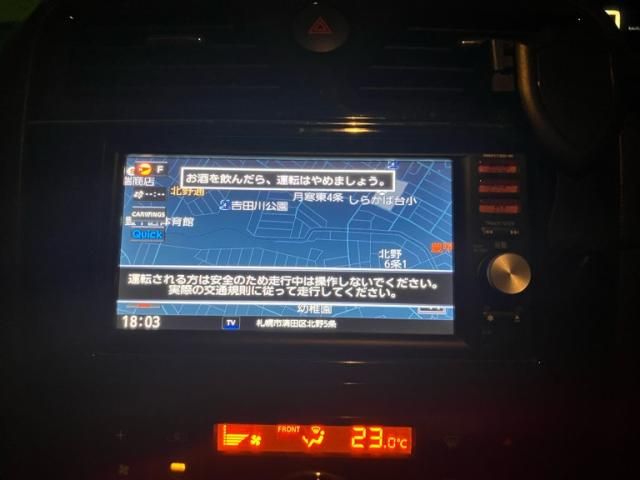 F
お酒を飲んだら、運転はやめましょう。
商店
北野通
月寒東4条
しらかば台小
--:--
吉田川公園
CARWINGS
体育館
Quick
北野
6条1
運転される方は安全のため走行中は操作しないでください。
実際の交通規則に従って走行してください。
幼稚園
18:03
TV
札幌市清田区北野5条
FRONT
23.0℃